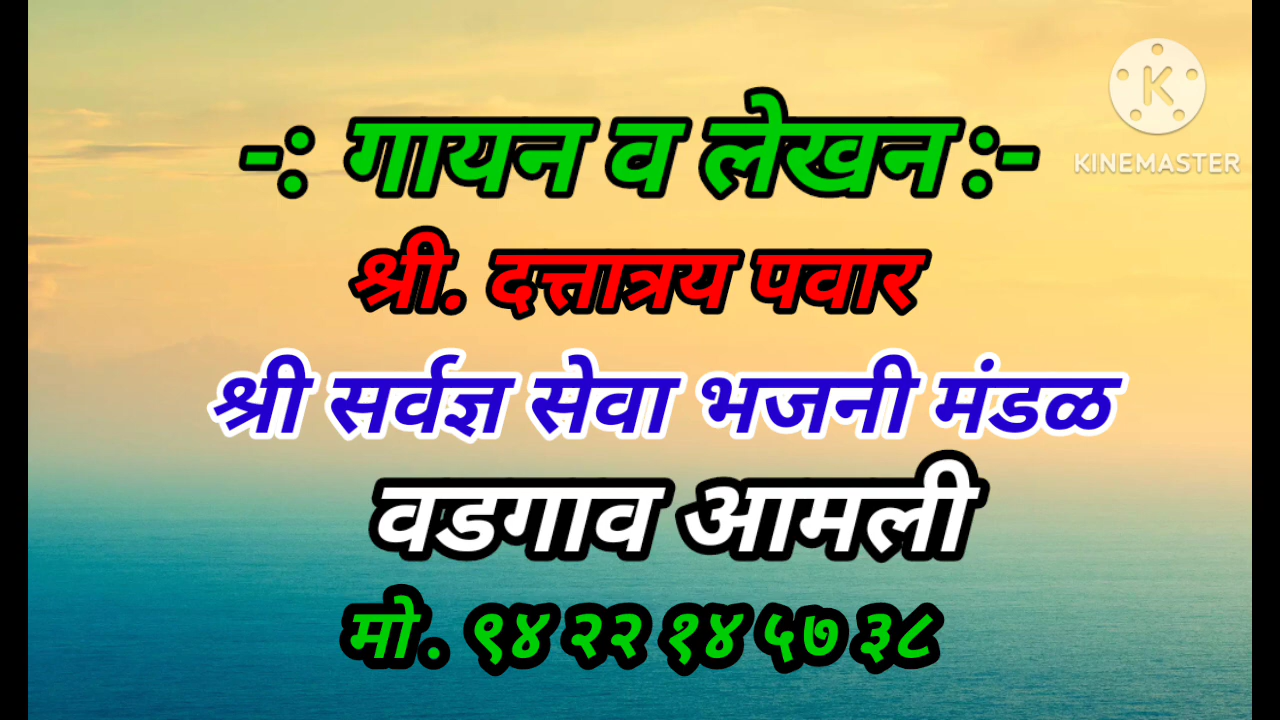 -: गायन व लेखन :-
KINEMASTER
श्री. दत्तात्रय पवार
श्री सर्वज्ञ सेवा भजनी मंडळ
वडगाव आमली
मो. ९४ २२ १४ ५७ ३८